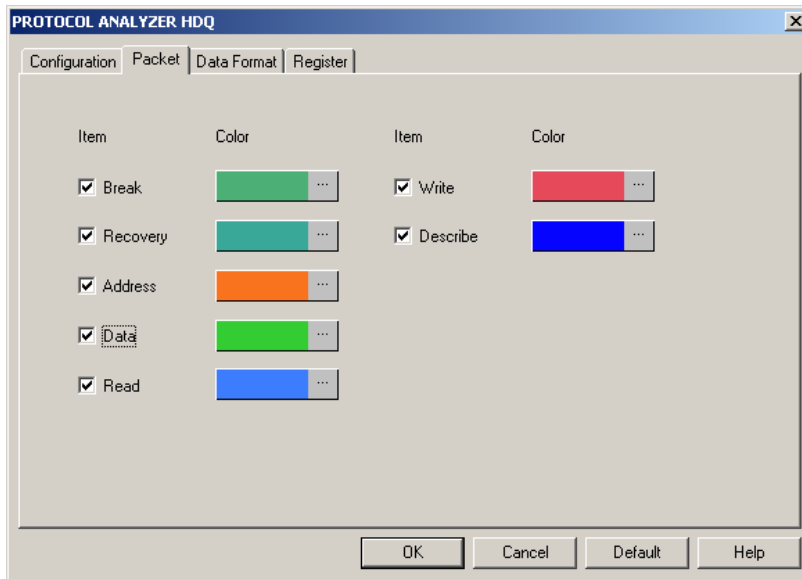 PROTOCOL ANALYZER HDQ
Configuration Packet Data Format Register
Item Color Item Color
Break ... Write ...
Recovery ... Describe ...
Address ...
Data ...
Read ...
OK Cancel Default Help